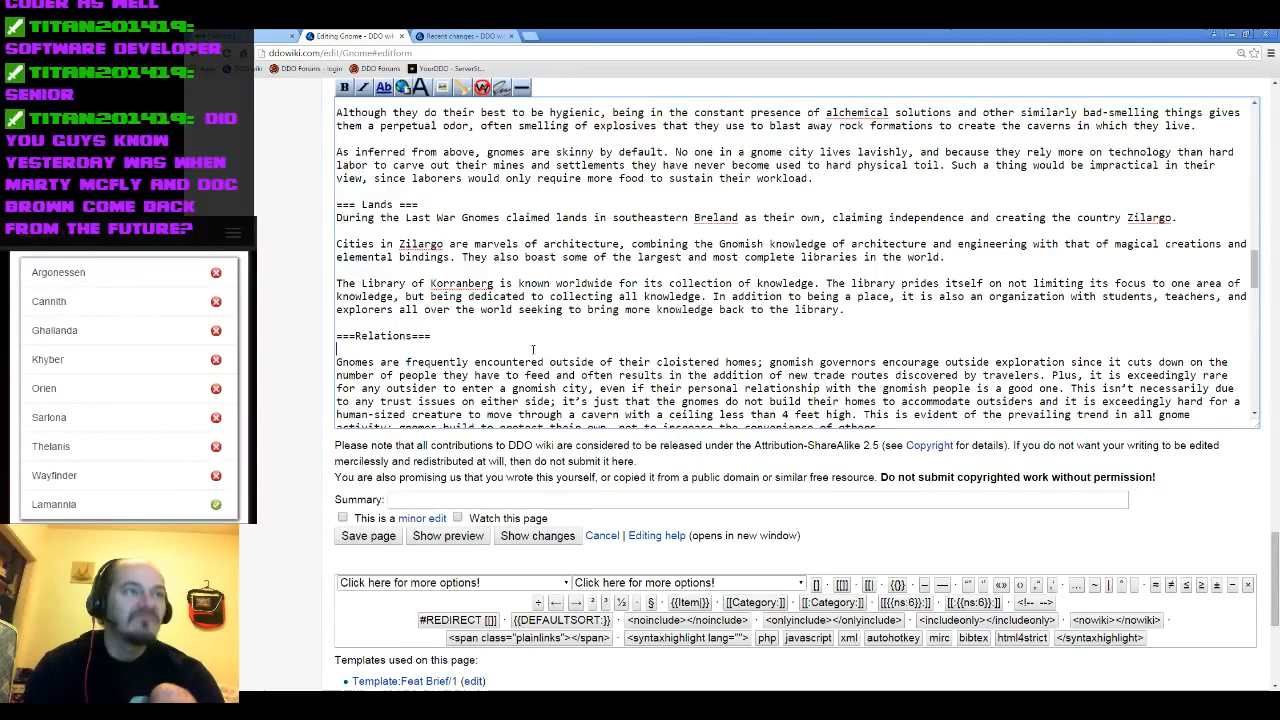 CODER AS WELL
TITAN201419:
SOFTWARE DEVELOPER
TITAN201419:
SENIOR
TITAN201419: DID
YOU GUYS KNOW
YESTERDAY WAS WHEN
MARTY MCFLY AND DOC
BROWN COME BACK
FROM THE FUTURE?
Argonessen
Cannith
Ghallanda
Khyber
Orien
Sarlona
Thelanis
Wayfinder
Lamannia
Editing Gnome - DDO wiki
Recent changes - DDO wiki
ddowiki.com/edit/Gnome#editform
DDO Forums - login
DDO Forums
YourDDO - ServerSt...
Although they do their best to be hygienic, being in the constant presence of alchemical solutions and other similarly bad-smelling things gives
them a perpetual odor, often smelling of explosives that they use to blast away rock formations to create the caverns in which they live.
As inferred from above, gnomes are skinny by default. No one in a gnome city lives lavishly, and because they rely more on technology than hard
labor to carve out their mines and settlements they have never become used to hard physical toil. Such a thing would be impractical in their
view, since laborers would only require more food to sustain their workload.
=== Lands ===
During the Last War Gnomes claimed lands in southeastern Breland as their own, claiming independence and creating the country Zilargo.
Cities in Zilargo are marvels of architecture, combining the Gnomish knowledge of architecture and engineering with that of magical creations and
elemental bindings. They also boast some of the largest and most complete libraries in the world.
The Library of Korranberg is known worldwide for its collection of knowledge. The library prides itself on not limiting its focus to one area of
knowledge, but being dedicated to collecting all knowledge. In addition to being a place, it is also an organization with students, teachers, and
explorers all over the world seeking to bring more knowledge back to the library.
===Relations===
Gnomes are frequently encountered outside of their cloistered homes; gnomish governors encourage outside exploration since it cuts down on the
number of people they have to feed and often results in the addition of new trade routes discovered by travelers. Plus, it is exceedingly rare
for any outsider to enter a gnomish city, even if their personal relationship with the gnomish people is a good one. This isn't necessarily due
to any trust issues on either side; it's just that the gnomes do not build their homes to accommodate outsiders and it is exceedingly hard for a
human-sized creature to move through a cavern with a ceiling less than 4 feet high. This is evident of the prevailing trend in all gnome
activity: gnomes build to protect their own, not to increase the convenience of others.
Please note that all contributions to DDO wiki are considered to be released under the Attribution-ShareAlike 2.5 (see Copyright for details). If you do not want your writing to be edited
mercilessly and redistributed at will, then do not submit it here.
You are also promising us that you wrote this yourself, or copied it from a public domain or similar free resource. Do not submit copyrighted work without permission!
Summary:
This is a minor edit Watch this page
Save page Show preview Show changes Cancel | Editing help (opens in new window)
Click here for more options! Click here for more options! [] · [[]] · [[| · {{}} · – · — · “” · ‘’ · «» · ‹› · „“ · ‚‘ · … · ~ · | · ° · · ≈ · ≠ · ≤ · ≥ · ± · − · ×
÷ · ← · → · ² · ³ · ½ · § · {{Item|}} · [[Category:]] · [[:Category:]] · [[{{ns:6}}:]] · [[:{{ns:6}}:]] · <!-- -->
#REDIRECT [[]] · {{DEFAULTSORT:}} · <noinclude></noinclude> · <onlyinclude></onlyinclude> · <includeonly></includeonly> · <nowiki></nowiki> ·
<span class="plainlinks"></span> · <syntaxhighlight lang=""> php javascript xml autohotkey mirc bibtex html4strict </syntaxhighlight>
Templates used on this page:
Template:Feat Brief/1 (edit)